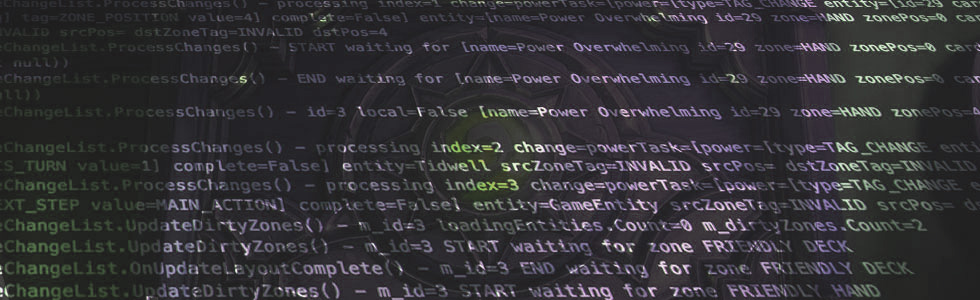 ChangeList.ProcessChanges() – processing index=1 change=powerTask=[power=[type=TAG_CHANGE entity=[id=
] tag=ZONE_POSITION value=4] complete=False] entity=[name=Power Overwhelming id=29 zone=HAND zonePos=0
INVALID srcPos= dstZoneTag=INVALID dstPos=4
eChangeList.ProcessChanges() – START waiting for [name=Power Overwhelming id=29 zone=HAND zonePos=0 car
null))
eChangeList.ProcessChanges() – END waiting for [name=Power Overwhelming id=29 zone=HAND zonePos=0 ca
ull))
eChangeList.ProcessChanges() – id=3 local=False [name=Power Overwhelming id=29 zone=HAND zonePos=0
eChangeList.ProcessChanges() – processing index=2 change=powerTask=[power=[type=TAG_CHANGE enti
S_TURN value=1] complete=False] entity=Tidwell srcZoneTag=INVALID srcPos= dstZoneTag=INVALID
eChangeList.ProcessChanges() – processing index=3 change=powerTask=[power=[type=TAG_CHANGE
EXT_STEP value=MAIN_ACTION] complete=False] entity=GameEntity srcZoneTag=INVALID srcPos= d
eChangeList.UpdateDirtyZones() – m_id=3 loadingEntities.Count=0 m_dirtyZones.Count=2
eChangeList.UpdateDirtyZones() – m_id=3 START waiting for zone FRIENDLY DECK
eChangeList.OnUpdateLayoutComplete() – m_id=3 END waiting for zone FRIENDLY DECK
eChangeList.UpdateDirtyZones() – m_id=3 START waiting for zone FRIENDLY HAND